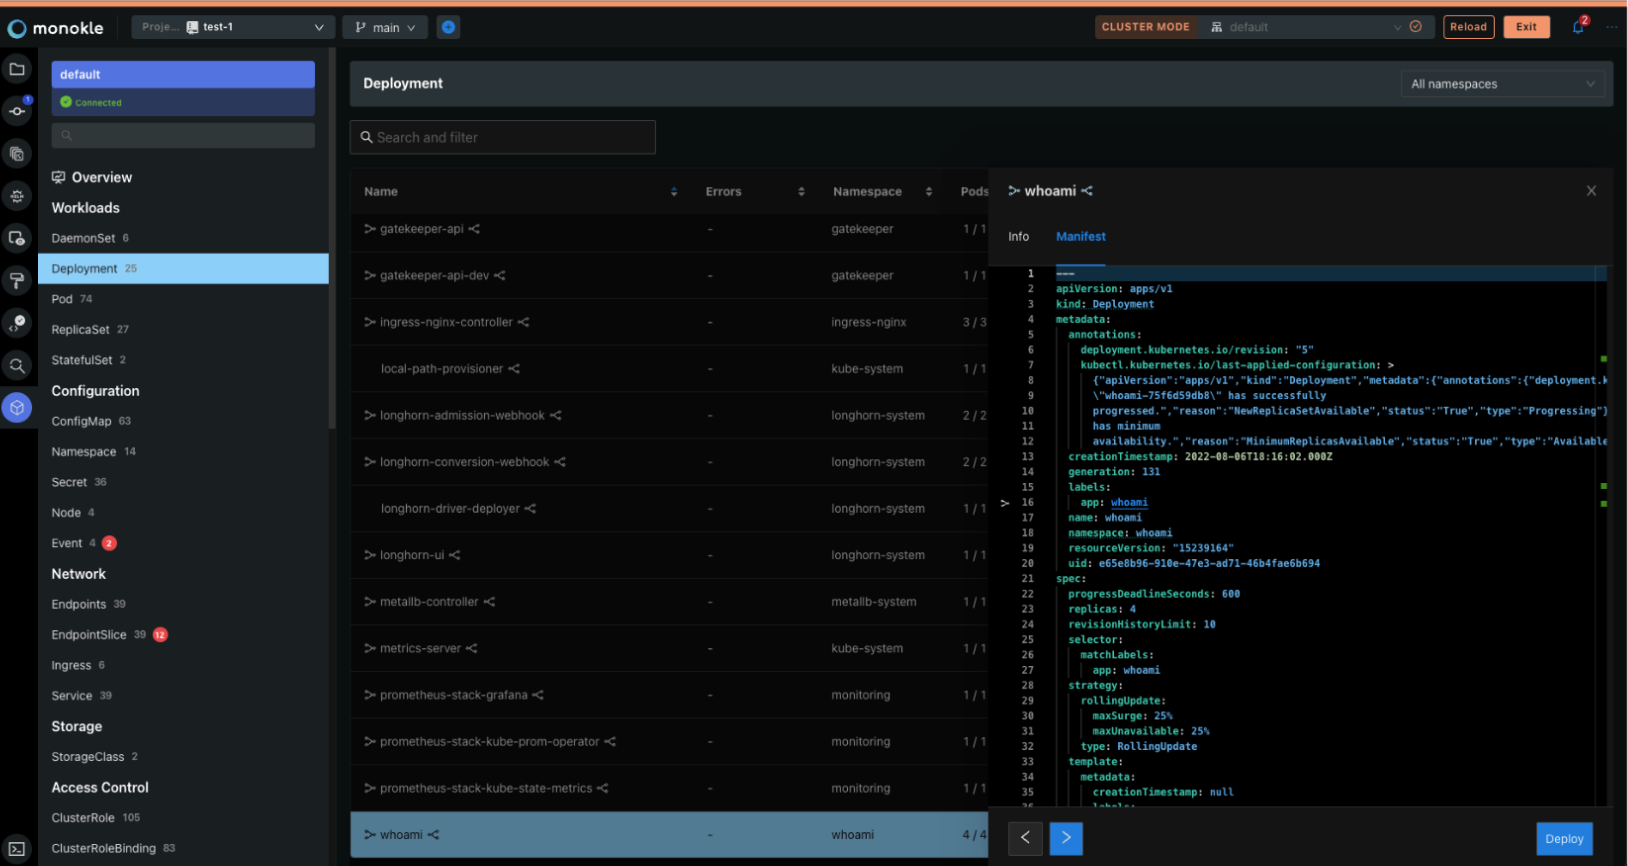 monokle
Proje... test-1
main
CLUSTER MODE
default
Reload
Exit
2
default
Connected
1
Overview
Workloads
DaemonSet 6
Deployment 25
Pod 74
ReplicaSet 27
StatefulSet 2
Configuration
ConfigMap 63
Namespace 14
Secret 36
Node 4
Event 4 2
Network
Endpoints 39
EndpointSlice 39 12
Ingress 6
Service 39
Storage
StorageClass 2
Access Control
ClusterRole 105
ClusterRoleBinding 83
Deployment
All namespaces
Search and filter
Name Errors Namespace Pods
gatekeeper-api - gatekeeper 1 / 1
gatekeeper-api-dev - gatekeeper 1 / 1
ingress-nginx-controller - ingress-nginx 3 / 3
local-path-provisioner - kube-system 1 / 1
longhorn-admission-webhook - longhorn-system 2 / 2
longhorn-conversion-webhook - longhorn-system 2 / 2
longhorn-driver-deployer - longhorn-system 1 / 1
longhorn-ui - longhorn-system 1 / 1
metallb-controller - metallb-system 1 / 1
metrics-server - kube-system 1 / 1
prometheus-stack-grafana - monitoring 1 / 1
prometheus-stack-kube-prom-operator - monitoring 1 / 1
prometheus-stack-kube-state-metrics - monitoring 1 / 1
whoami - whoami 4 / 4
whoami
Info Manifest
1 ---
2 apiVersion: apps/v1
3 kind: Deployment
4 metadata:
5 annotations:
6 deployment.kubernetes.io/revision: "5"
7 kubectl.kubernetes.io/last-applied-configuration: >
8 {"apiVersion":"apps/v1","kind":"Deployment","metadata":{"annotations":{"deployment.k
9 \"whoami-75f6d59db8\" has successfully
10 progressed.","reason":"NewReplicaSetAvailable","status":"True","type":"Progressing"}
11 has minimum
12 availability.","reason":"MinimumReplicasAvailable","status":"True","type":"Available
13 creationTimestamp: 2022-08-06T18:16:02.000Z
14 generation: 131
15 labels:
16 app: whoami
17 name: whoami
18 namespace: whoami
19 resourceVersion: "15239164"
20 uid: e65e8b96-910e-47e3-ad71-46b4fae6b694
21 spec:
22 progressDeadlineSeconds: 600
23 replicas: 4
24 revisionHistoryLimit: 10
25 selector:
26 matchLabels:
27 app: whoami
28 strategy:
29 rollingUpdate:
30 maxSurge: 25%
31 maxUnavailable: 25%
32 type: RollingUpdate
33 template:
34 metadata:
35 creationTimestamp: null
36 labels:
Deploy